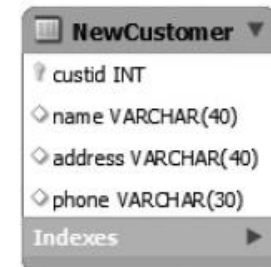 NewCustomer
custid INT
name VARCHAR(40)
address VARCHAR(40)
phone VARCHAR(30)
Indexes